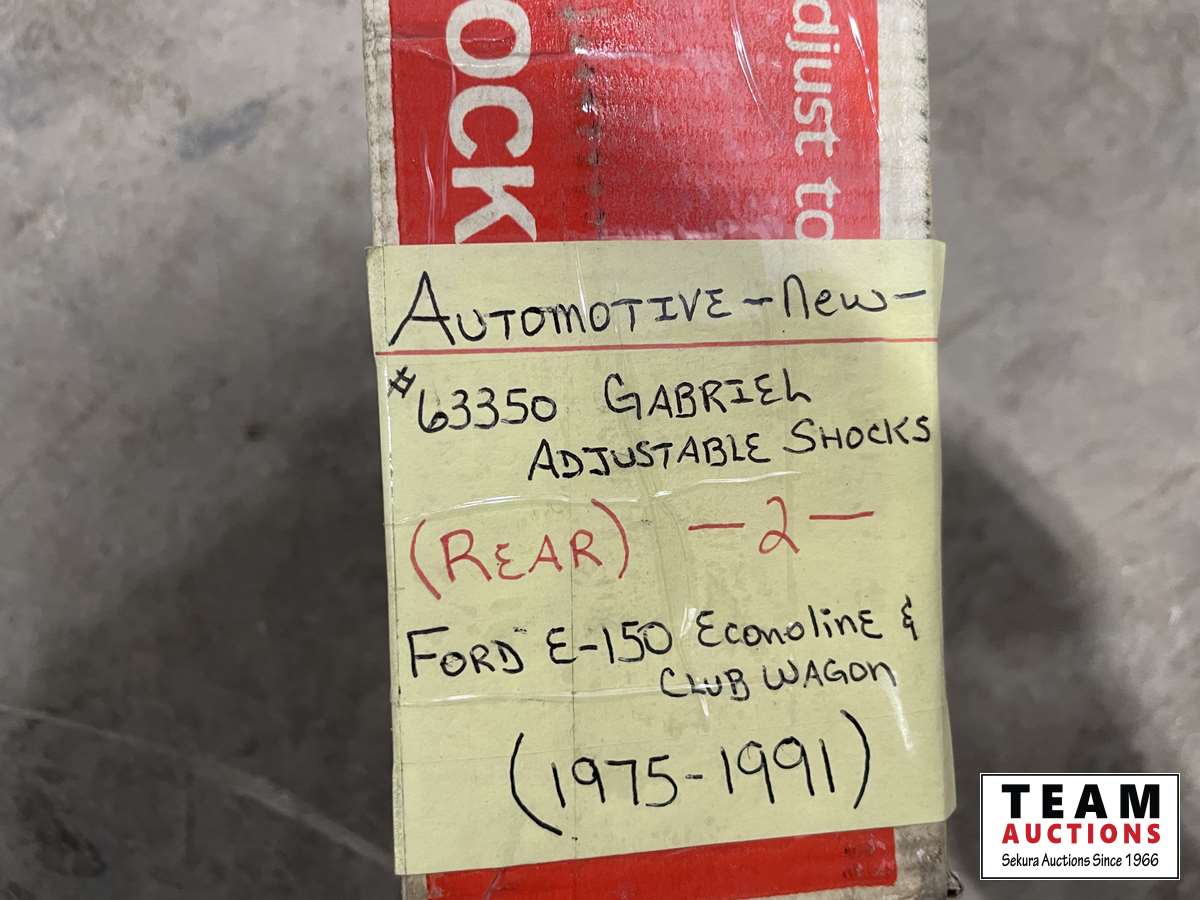 OCK
djust to
AUTOMOTIVE - New -
#63350 GABRIEL
ADJUSTABLE SHOCKS
(REAR) - 2 -
FORD E-150 EConoline &
CLUB WAGON
(1975-1991)
TEAM
AUCTIONS
Sekura Auctions Since 1966